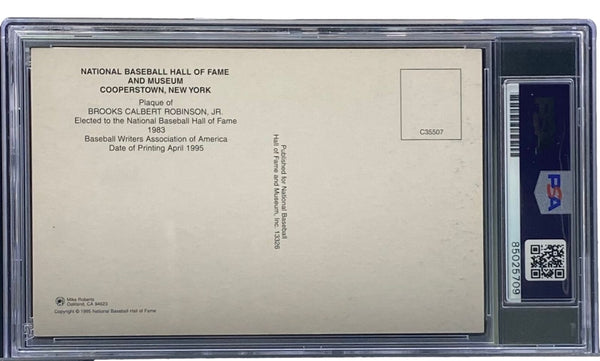 NATIONAL BASEBALL HALL OF FAME
AND MUSEUM
COOPERSTOWN, NEW YORK
Plaque of
BROOKS CALBERT ROBINSON, JR.
Elected to the National Baseball Hall of Fame
1983
Baseball Writers Association of America
Date of Printing April 1995
C35507
Published for National Baseball
Hall of Fame and Museum, Inc. 13326
Mike Roberts
Oakland, CA 94623
Copyright © 1995 National Baseball Hall of Fame
PSA
85025709